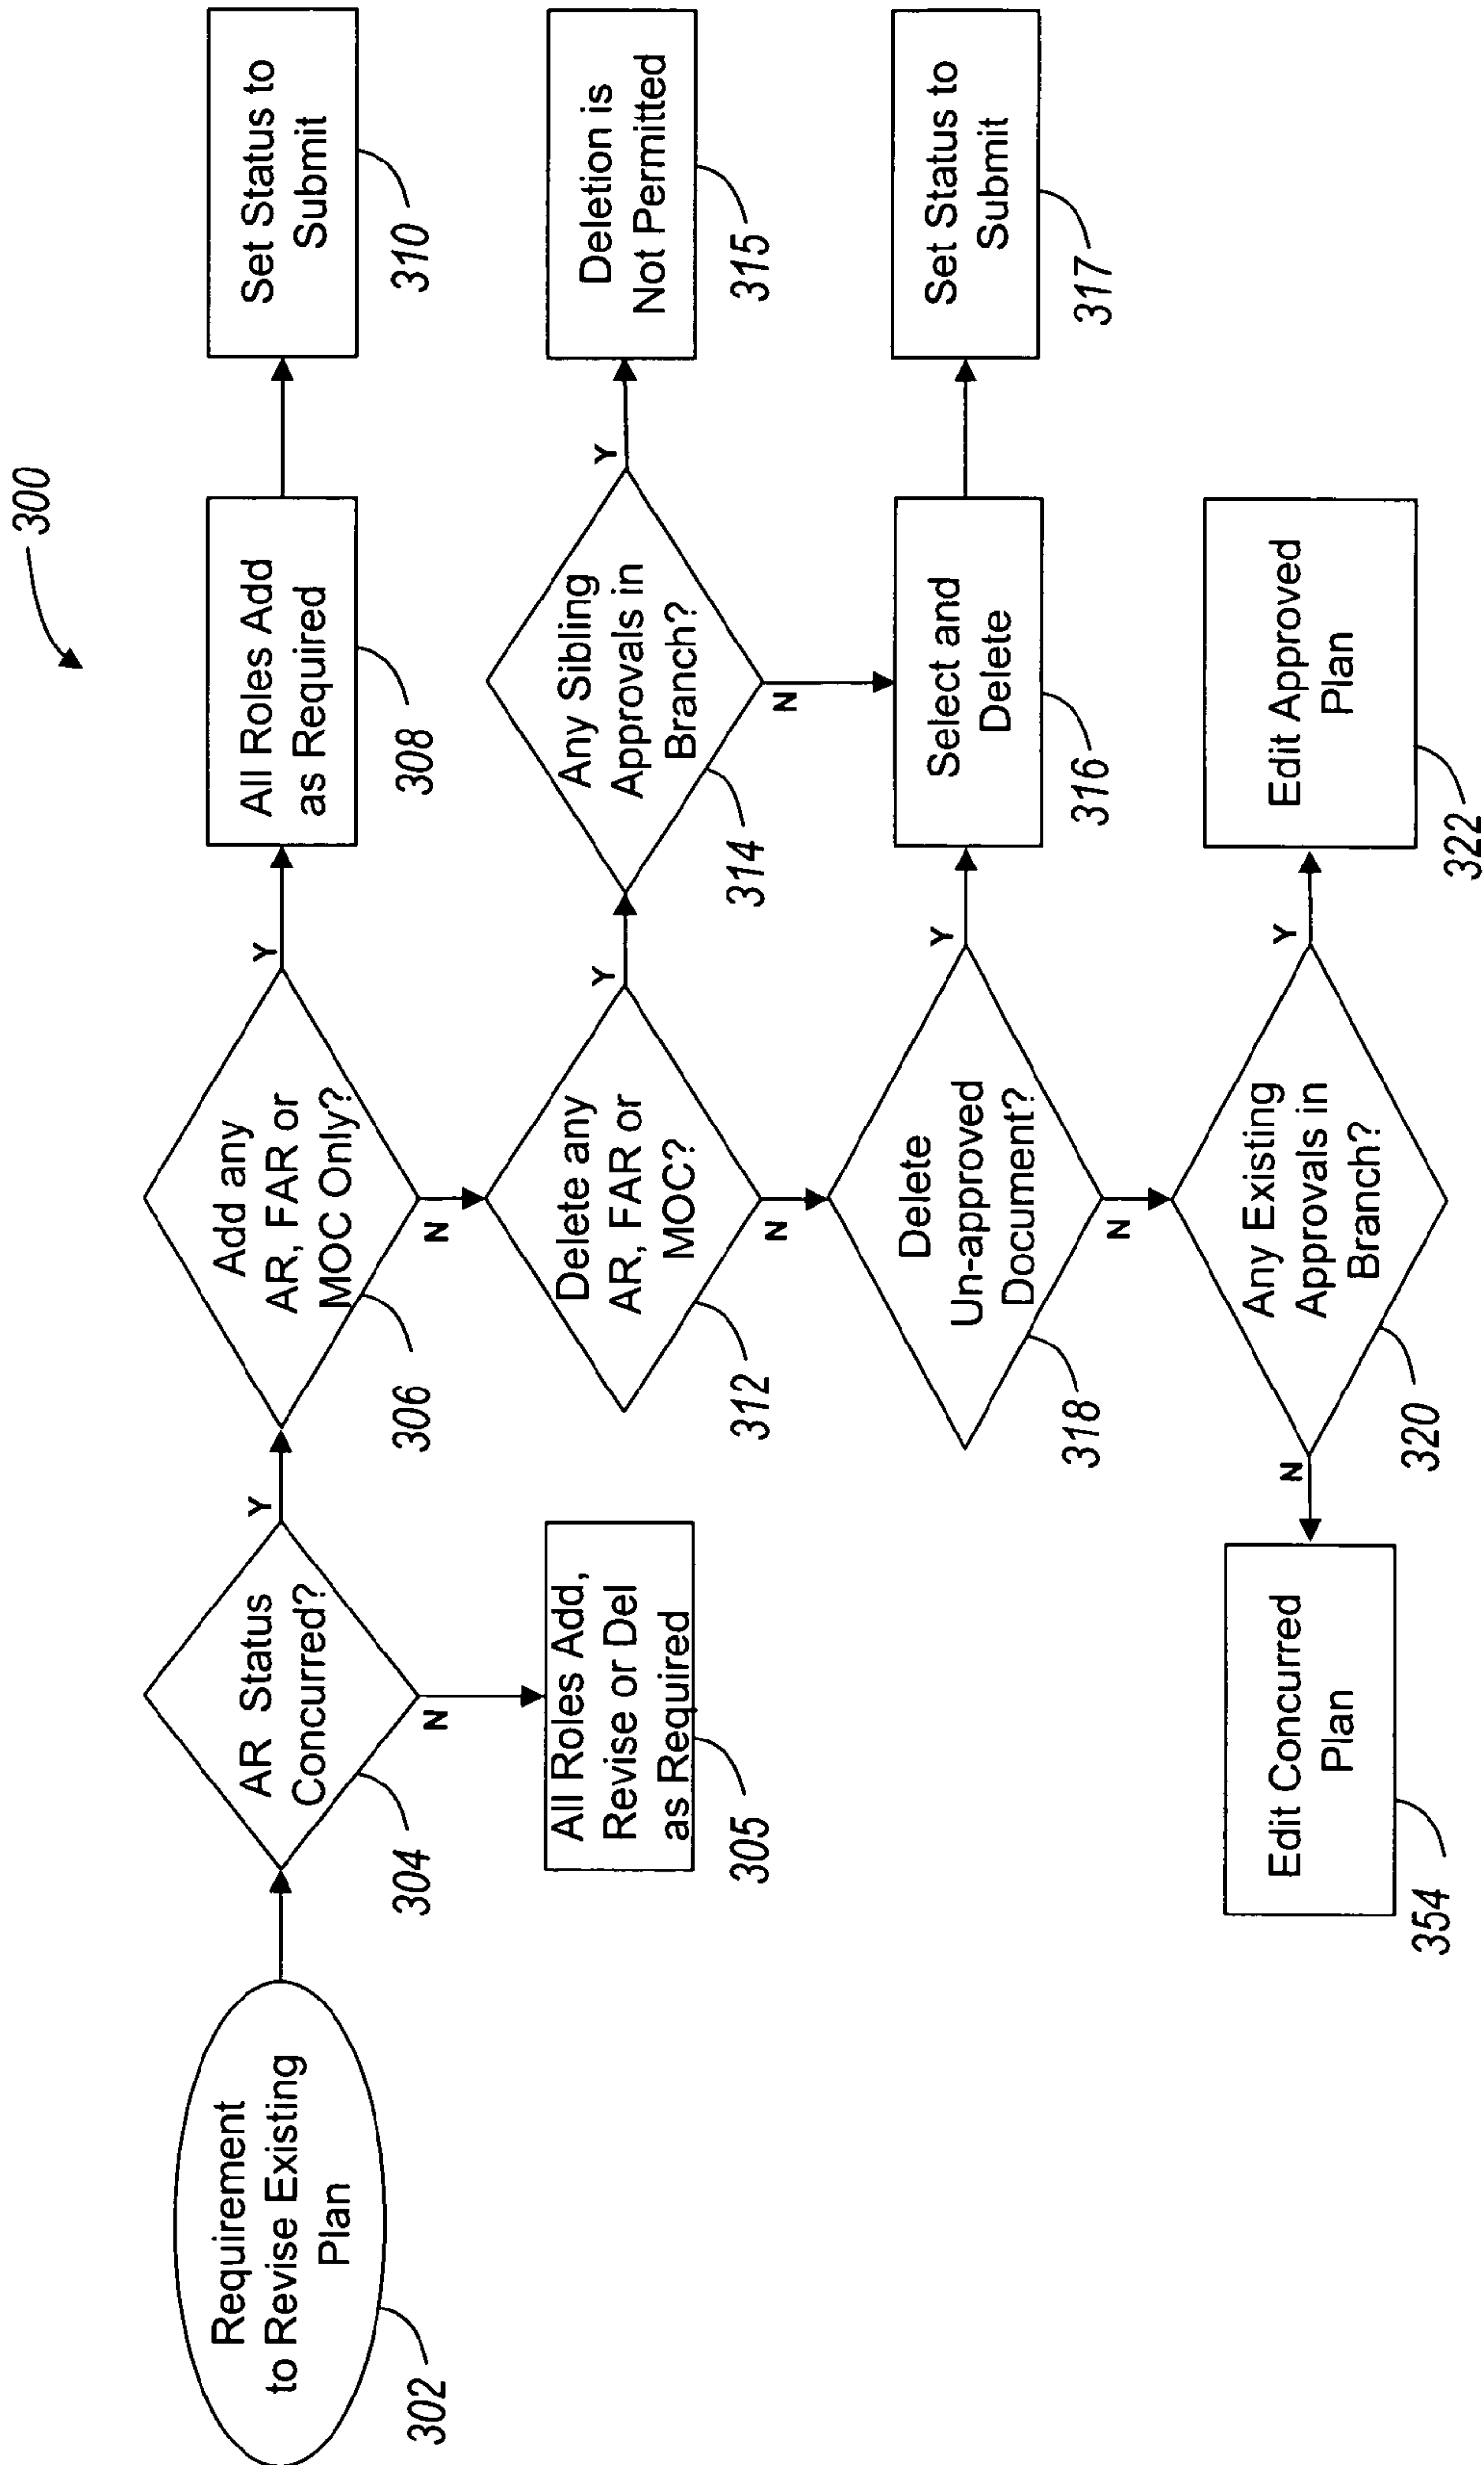 300
Requirement
to Revise Existing
Plan
302
AR Status
Concurred?
304
Y
N
All Roles Add,
Revise or Del
as Required
305
Add any
AR, FAR or
MOC Only?
306
Y
N
All Roles Add
as Required
308
Set Status to
Submit
310
Delete any
AR, FAR or
MOC?
312
Y
N
Any Sibling
Approvals in
Branch?
314
Y
N
Deletion is
Not Permitted
315
Delete
Un-approved
Document?
318
Y
N
Select and
Delete
316
Set Status to
Submit
317
Any Existing
Approvals in
Branch?
320
Y
N
Edit Approved
Plan
322
Edit Concurred
Plan
354